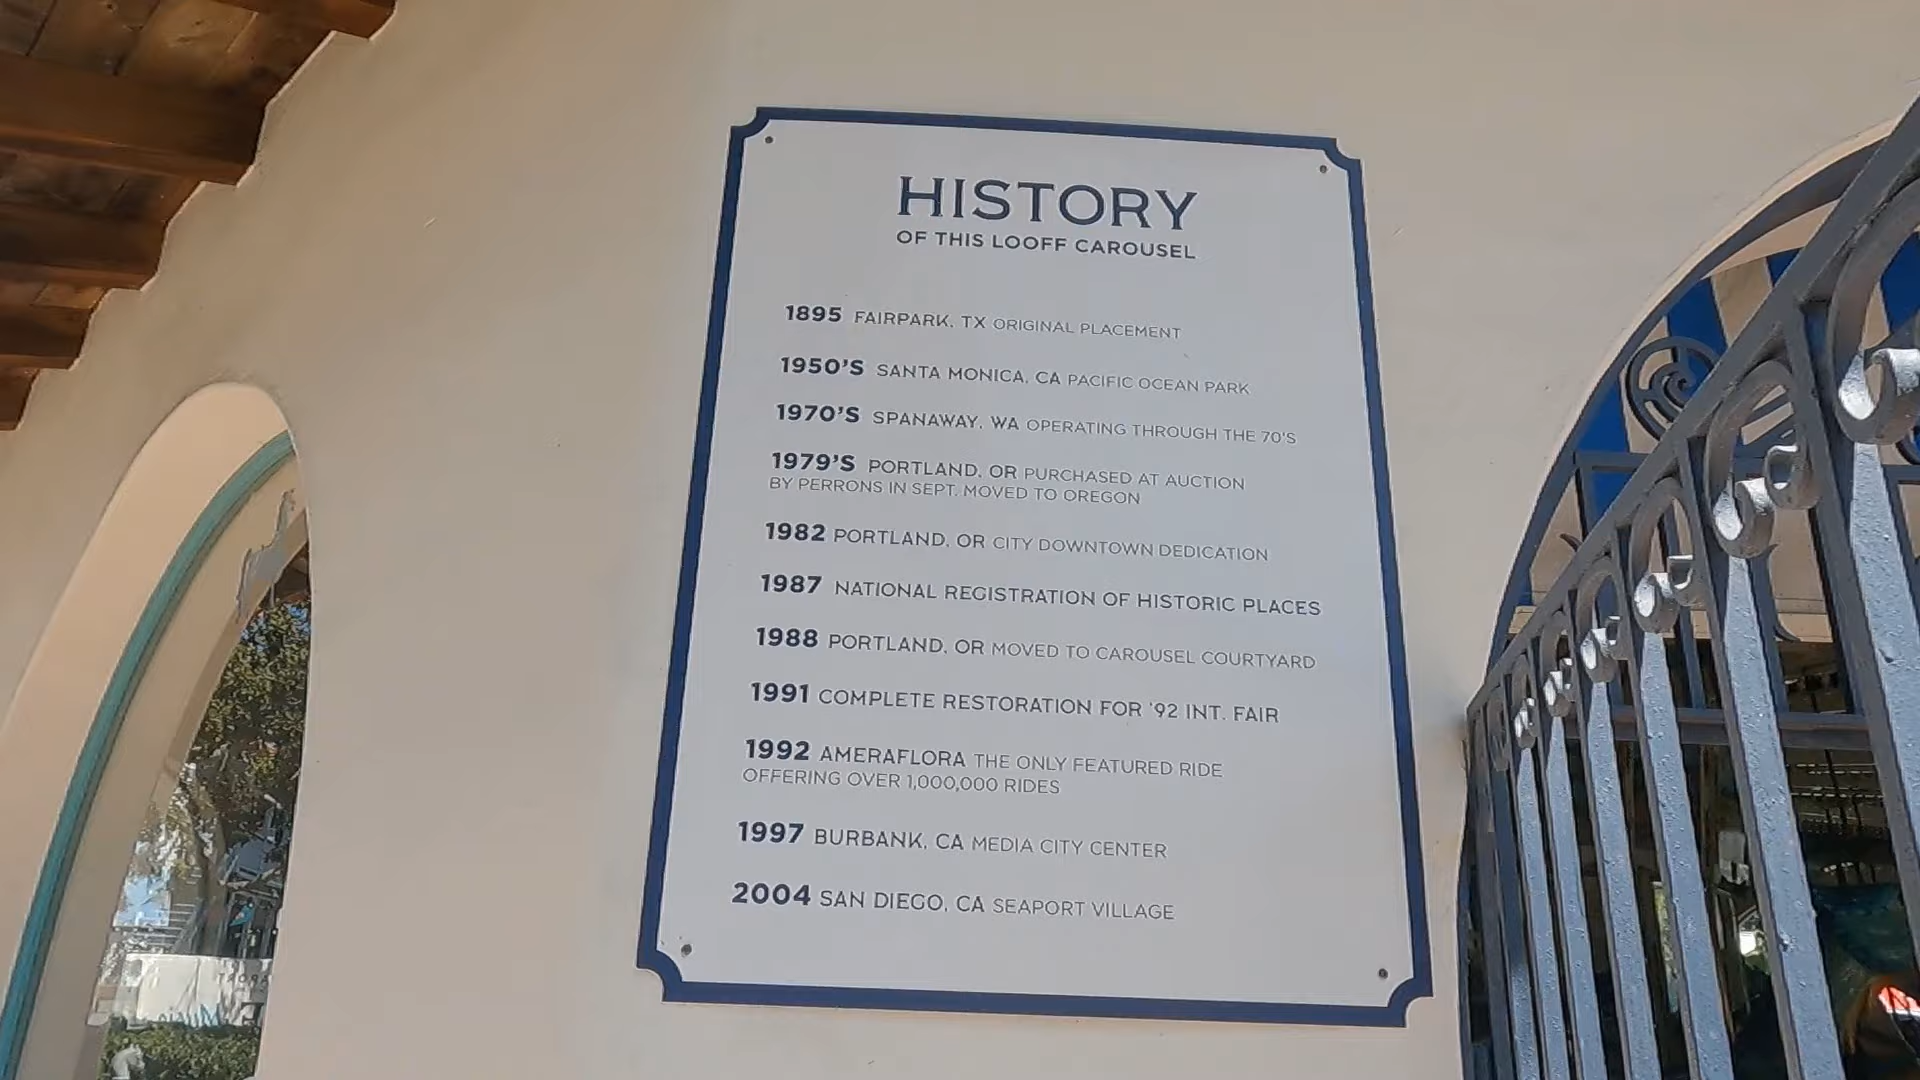 HISTORY
OF THIS LOOFF CAROUSEL
1895 FAIRPARK, TX ORIGINAL PLACEMENT
1950'S SANTA MONICA, CA PACIFIC OCEAN PARK
1970'S SPANAWAY, WA OPERATING THROUGH THE 70'S
1979'S PORTLAND, OR PURCHASED AT AUCTION
BY PERRONS IN SEPT. MOVED TO OREGON
1982 PORTLAND, OR CITY DOWNTOWN DEDICATION
1987 NATIONAL REGISTRATION OF HISTORIC PLACES
1988 PORTLAND, OR MOVED TO CAROUSEL COURTYARD
1991 COMPLETE RESTORATION FOR '92 INT. FAIR
1992 AMERAFLORA THE ONLY FEATURED RIDE
OFFERING OVER 1,000,000 RIDES
1997 BURBANK, CA MEDIA CITY CENTER
2004 SAN DIEGO, CA SEAPORT VILLAGE